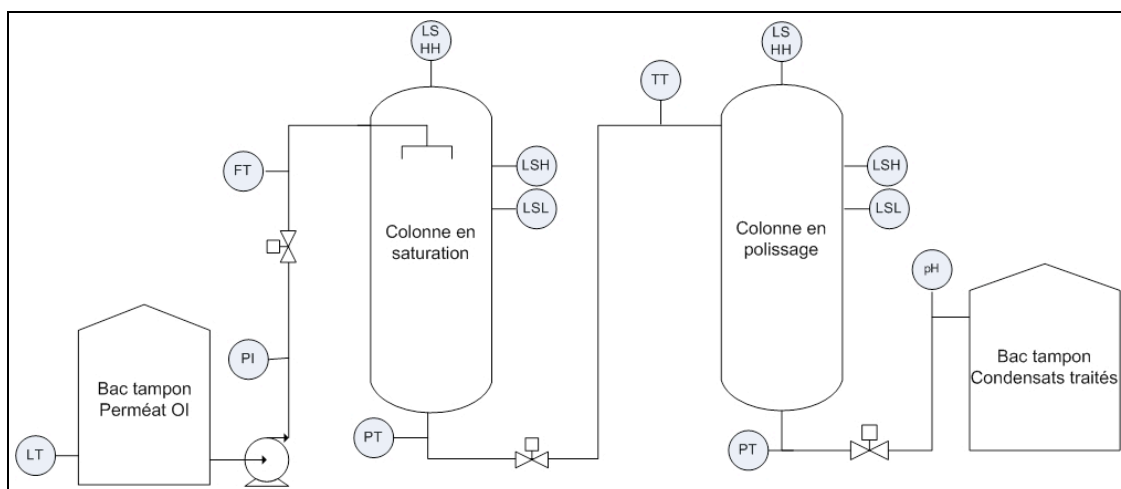 LS
HH
LS
HH
TT
FT
LSH
LSL
LSH
LSL
Colonne en
saturation
Colonne en
polissage
pH
PI
Bac tampon
Perméat OI
Bac tampon
Condensats traités
LT
PT
PT